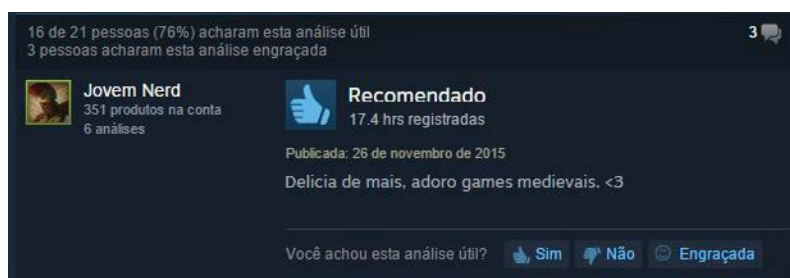 16 de 21 pessoas (76%) acharam esta análise útil
3 pessoas acharam esta análise engraçada
3
Jovem Nerd
351 produtos na conta
6 análises
Recomendado
17.4 hrs registradas
Publicada: 26 de novembro de 2015
Delicia de mais, adoro games medievais. <3
Você achou esta análise útil? Sim Não Engraçada